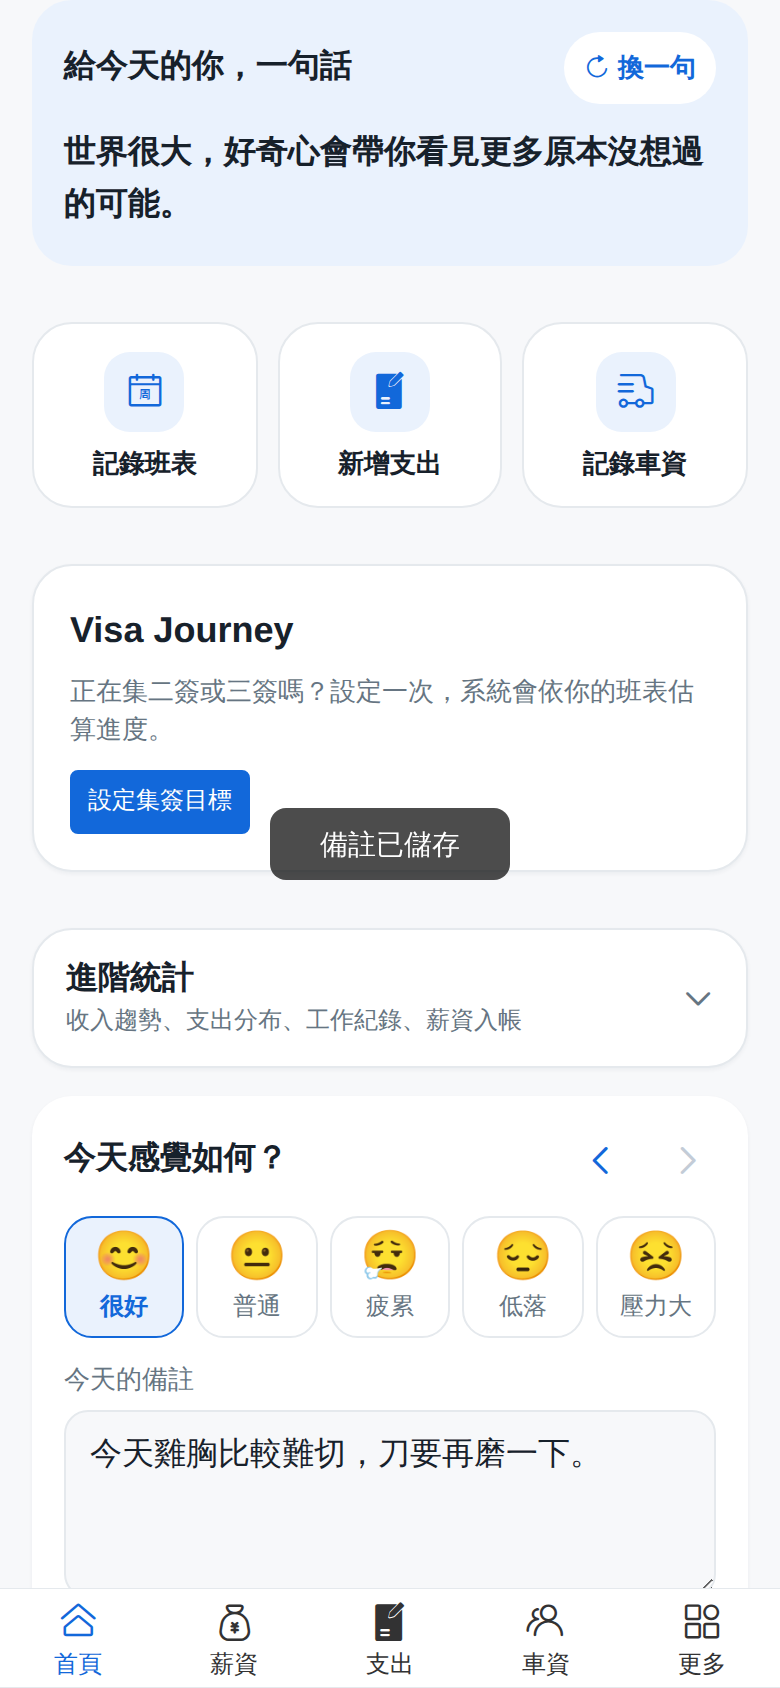 給今天的你，一句話
換一句
世界很大，好奇心會帶你看見更多原本沒想過
的可能。
周
記錄班表
新增支出
記錄車資
Visa Journey
正在集二簽或三簽嗎？設定一次，系統會依你的班表估
算進度。
設定集簽目標
備註已儲存
進階統計
收入趨勢、支出分布、工作紀錄、薪資入帳
今天感覺如何？
很好
普通
疲累
低落
壓力大
今天的備註
今天雞胸比較難切，刀要再磨一下。
¥
首頁
薪資
支出
車資
更多